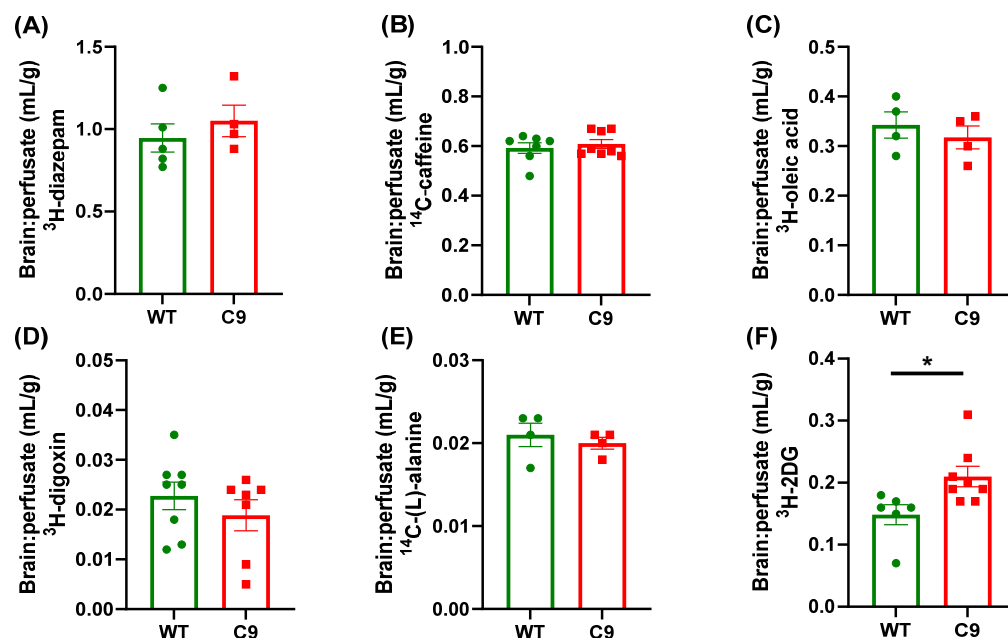 (A)
Brain:perfusate (mL/g)
³H-diazepam
1.5
1.0
0.5
0.0
WT
C9
(B)
Brain:perfusate (mL/g)
¹⁴C-caffeine
1.0
0.8
0.6
0.4
0.2
0.0
WT
C9
(C)
Brain:perfusate (mL/g)
³H-oleic acid
0.5
0.4
0.3
0.3
0.1
0.0
WT
C9
(D)
Brain:perfusate (mL/g)
³H-digoxin
0.05
0.04
0.03
0.02
0.01
0.00
WT
C9
(E)
Brain:perfusate (mL/g)
¹⁴C-(L)-alanine
0.03
0.02
0.01
0.00
WT
C9
(F)
Brain:perfusate (mL/g)
³H-2DG
0.4
0.3
0.2
0.1
0.0
*
WT
C9